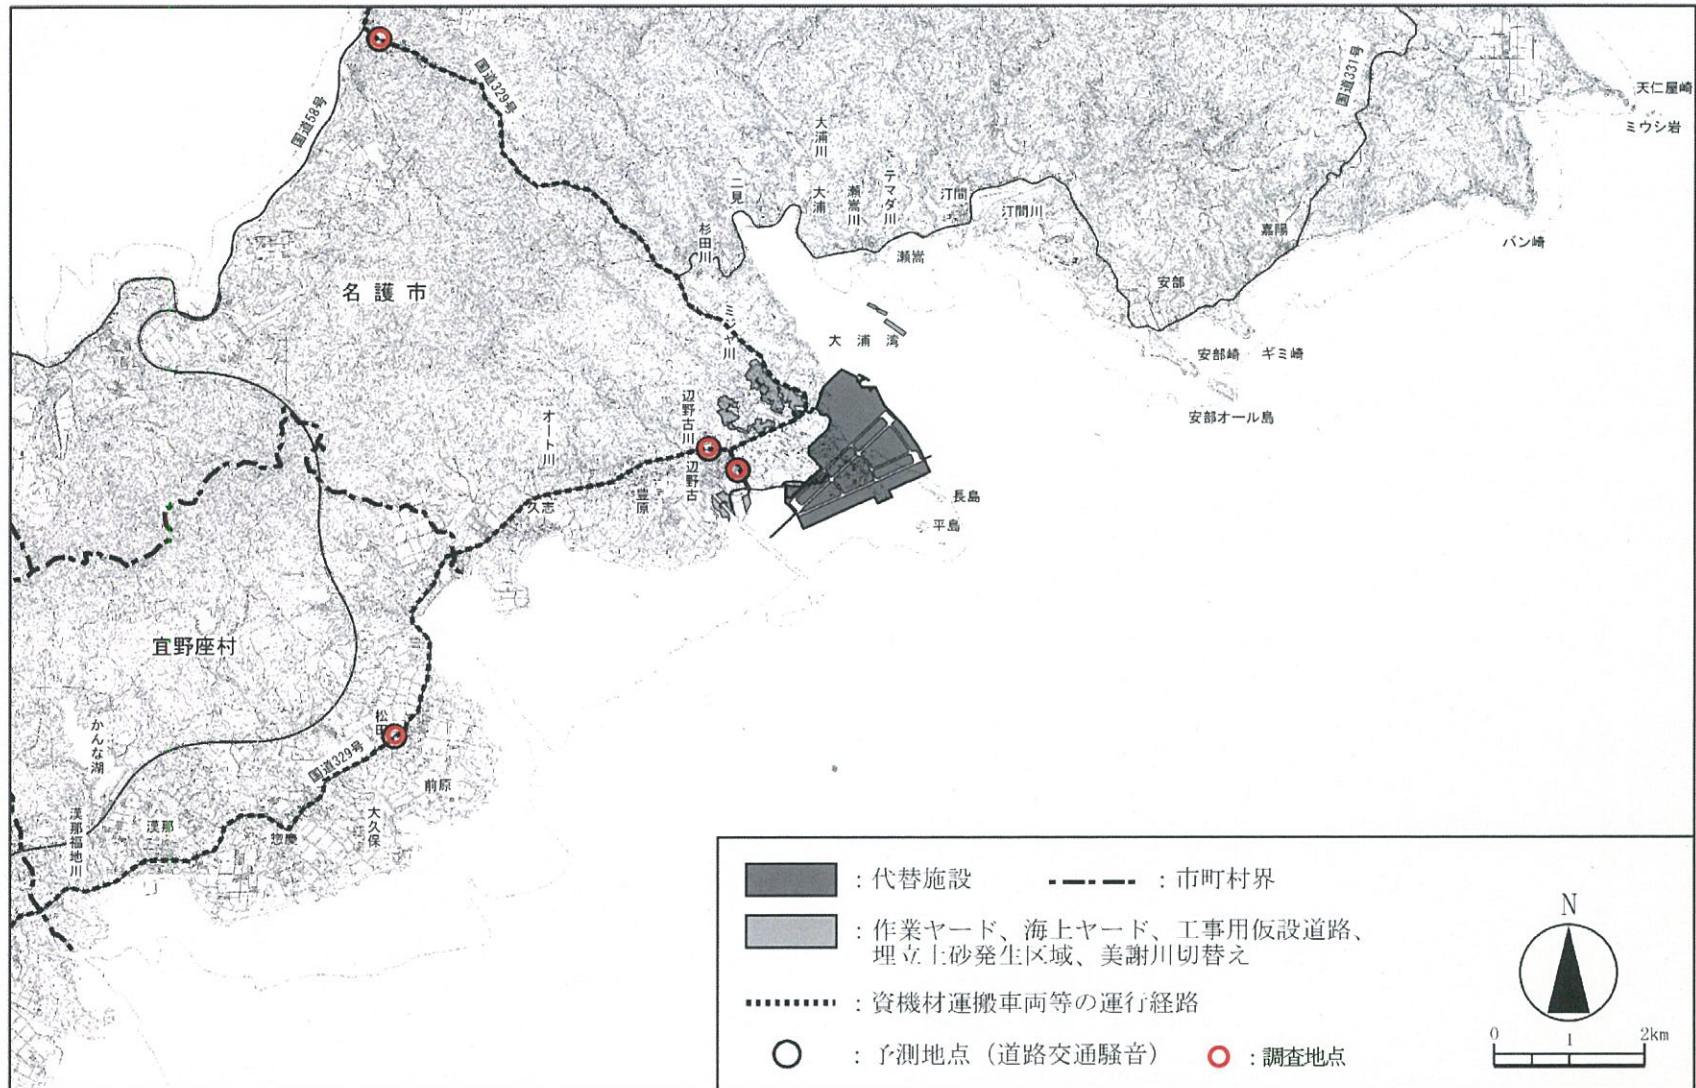 国道58号
国道329号
国道331号
天仁屋崎
ミウシ岩
バン崎
大浦川
二見
大浦
瀬嵩川
テマダ川
汀間
汀間川
杉田川
瀬嵩
嘉陽
安部
名護市
ミジャ川
大浦湾
安部崎
ギミ崎
安部オール島
辺野古川
オート川
辺野古
豊原
久志
長島
平島
宜野座村
松田
かんな湖
国道329号
前原
漢那福地川
漢那
惣慶
大久保
:代替施設
:市町村界
:作業ヤード、海上ヤード、工事用仮設道路、
埋立土砂発生区域、美謝川切替え
:資機材運搬車両等の運行経路
:予測地点(道路交通騒音)
:調査地点
N
0 1 2km